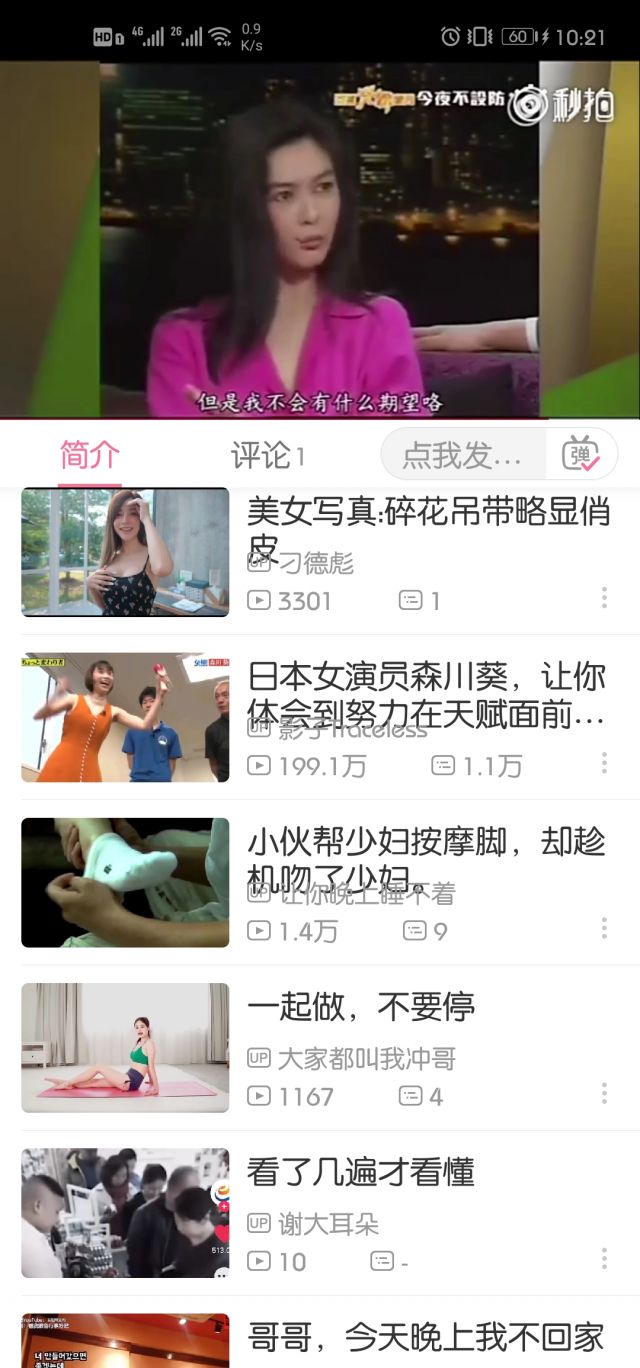 HD 1 4G 2G 0.9 K/s 60 10:21
今夜不設防 秒拍
但是我不会有什么期望咯
简介 评论 1 点我发... 弹
美女写真:碎花吊带略显俏
皮
UP 刁德彪
3301 1
日本女演员森川葵，让你
体会到努力在天赋面前...
UP 影子Traceless
199.1万 1.1万
小伙帮少妇按摩脚，却趁
机吻了少妇。
UP 让你晚上睡不着
1.4万 9
一起做，不要停
UP 大家都叫我冲哥
1167 4
看了几遍才看懂
UP 谢大耳朵
10 -
哥哥，今天晚上我不回家